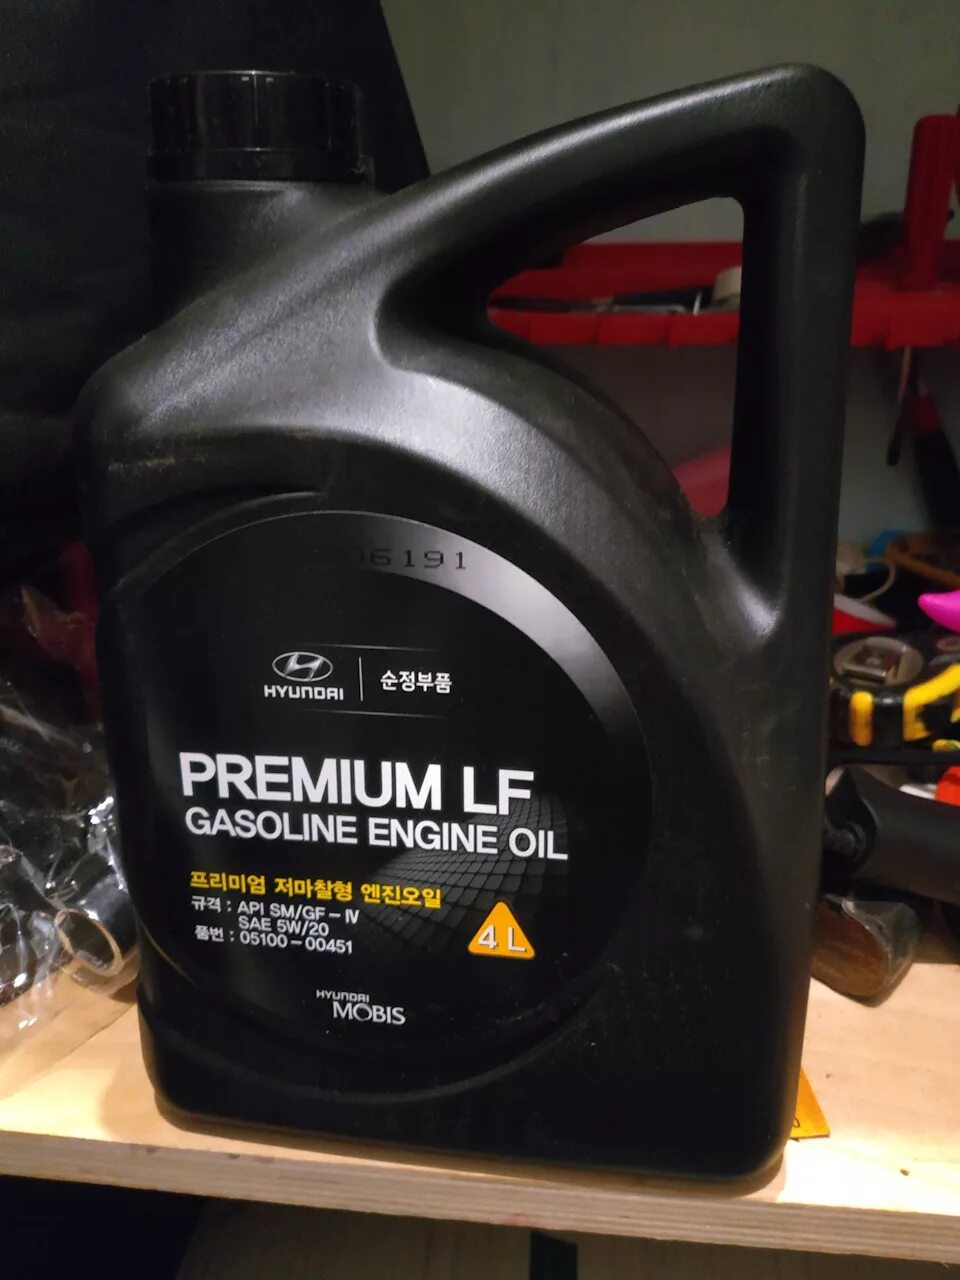 06191
HYUNDAI 순정부품
PREMIUM LF
GASOLINE ENGINE OIL
프리미엄 저마찰형 엔진오일
규격 : API SM/GF-Ⅳ
SAE 5W/20
품번 : 05100-00451
4 L
HYUNDAI
MOBIS